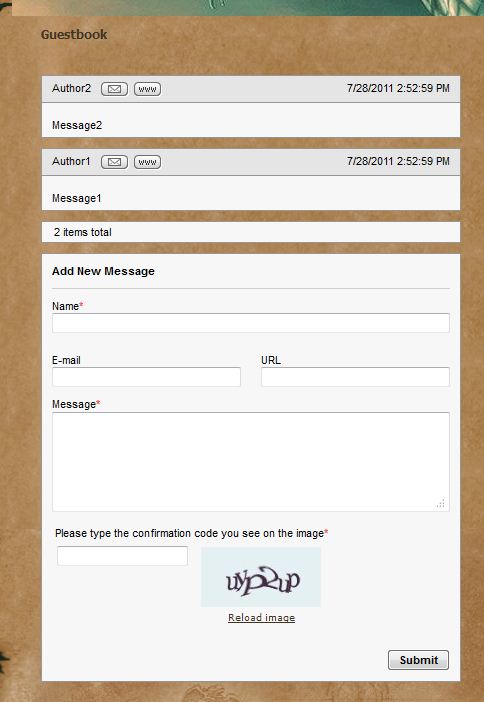 Guestbook
Author2 www 7/28/2011 2:52:59 PM
Message2
Author1 www 7/28/2011 2:52:59 PM
Message1
2 items total
Add New Message
Name*
E-mail URL
Message*
Please type the confirmation code you see on the image*
Reload image
Submit